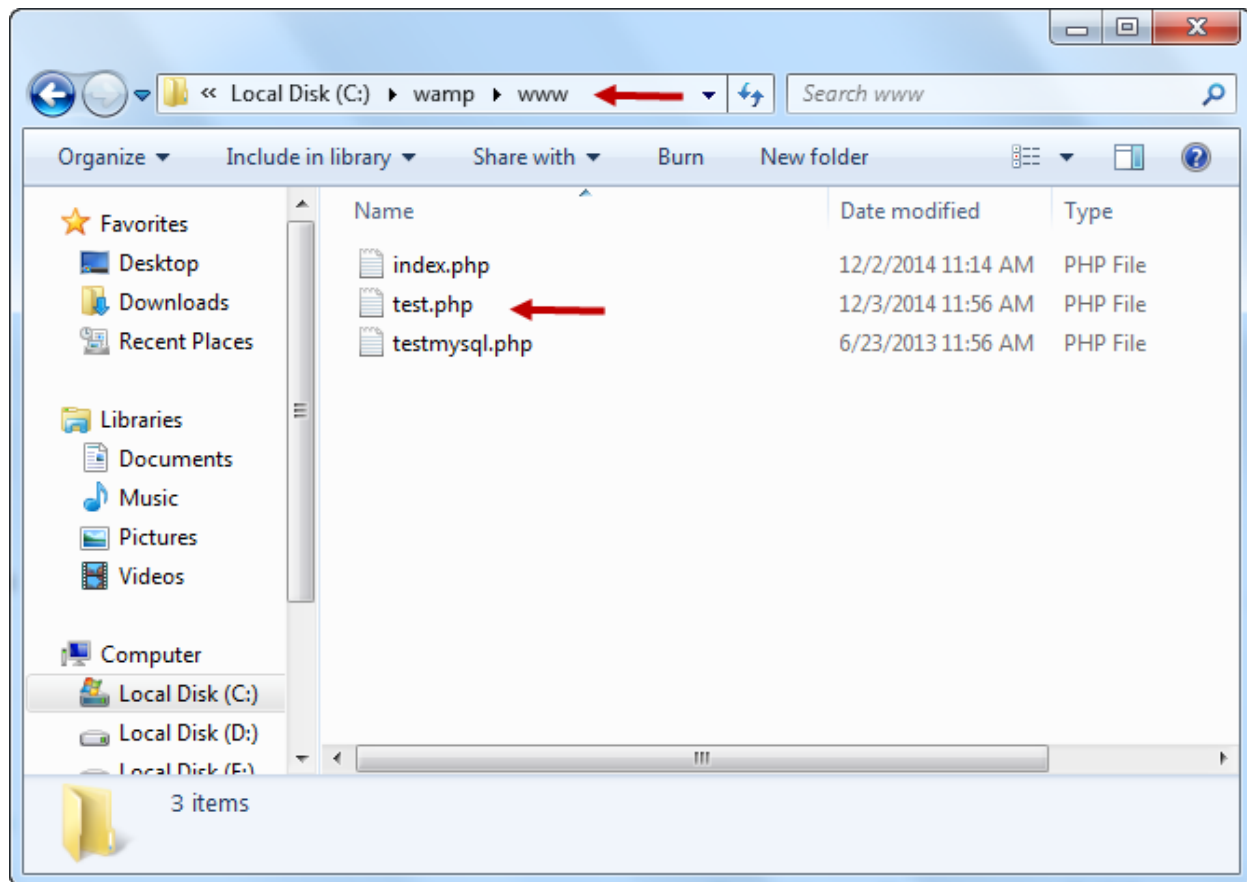 « Local Disk (C:) ▸ wamp ▸ www Search www
Organize Include in library Share with Burn New folder
Favorites
Desktop
Downloads
Recent Places
Libraries
Documents
Music
Pictures
Videos
Computer
Local Disk (C:)
Local Disk (D:)
Local Disk
Name Date modified Type
index.php 12/2/2014 11:14 AM PHP File
test.php 12/3/2014 11:56 AM PHP File
testmysql.php 6/23/2013 11:56 AM PHP File
3 items